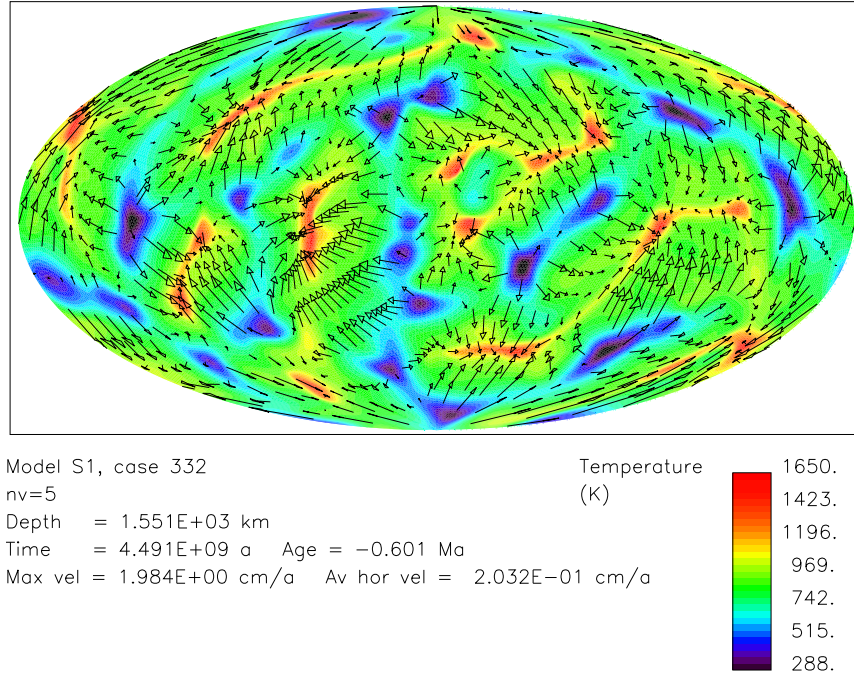 Model S1, case 332
nv=5
Depth = 1.551E+03 km
Time = 4.491E+09 a Age = −0.601 Ma
Max vel = 1.984E+00 cm/a Av hor vel = 2.032E−01 cm/a
Temperature
(K)
1650.
1423.
1196.
969.
742.
515.
288.